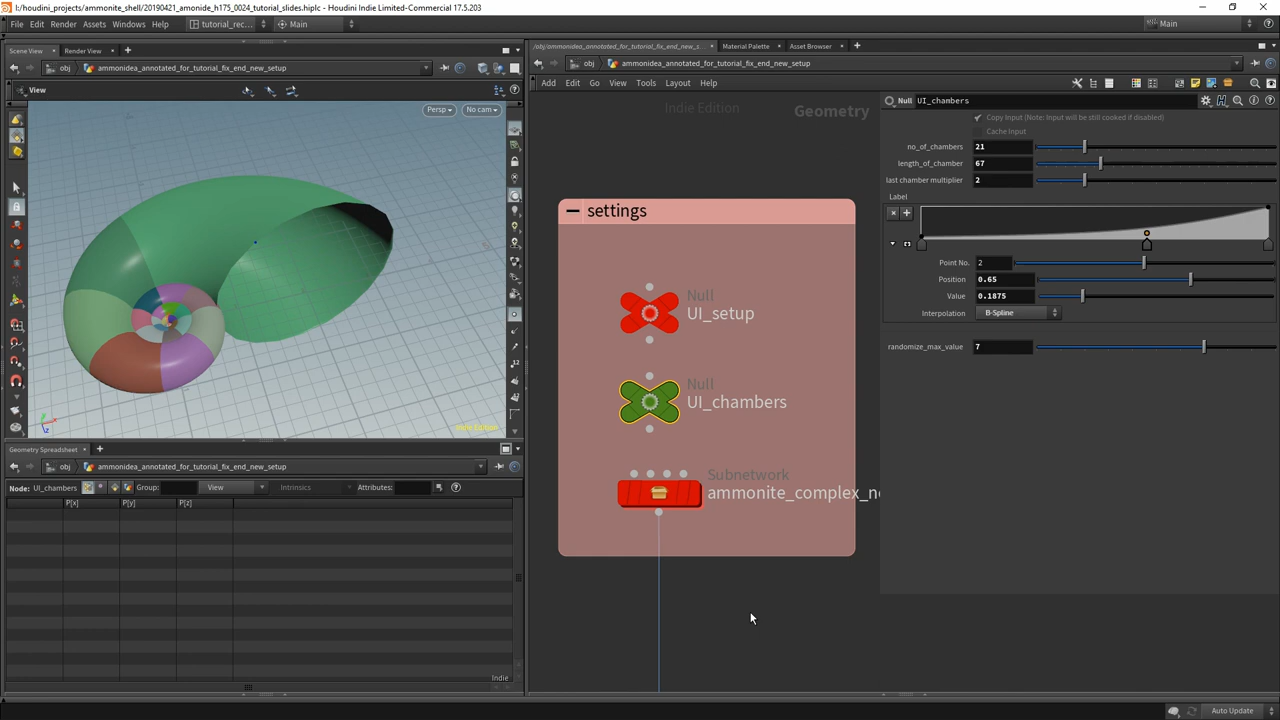 I:/houdini_projects/ammonite_shell/20190421_amonide_h175_0024_tutorial_slides.hiplc - Houdini Indie Limited-Commercial 17.5.203
File Edit Render Assets Windows Help tutorial_rec... Main Main
Scene View Render View
obj ammonidea_annotated_for_tutorial_fix_end_new_setup
View
Persp No cam
Indie Edition
Geometry Spreadsheet
obj ammonidea_annotated_for_tutorial_fix_end_new_setup
Node: UI_chambers Group: View Intrinsics Attributes:
P[x] P[y] P[z]
Indie
/obj/ammonidea_annotated_for_tutorial_fix_end_new_s... Material Palette Asset Browser
obj ammonidea_annotated_for_tutorial_fix_end_new_setup
Add Edit Go View Tools Layout Help
Indie Edition Geometry
settings
Null
UI_setup
Null
UI_chambers
Subnetwork
ammonite_complex_ne
Null UI_chambers
Copy Input (Note: Input will be still cooked if disabled)
Cache Input
no_of_chambers 21
length_of_chamber 67
last chamber multiplier 2
Label
Point No. 2
Position 0.65
Value 0.1875
Interpolation B-Spline
randomize_max_value 7
Auto Update